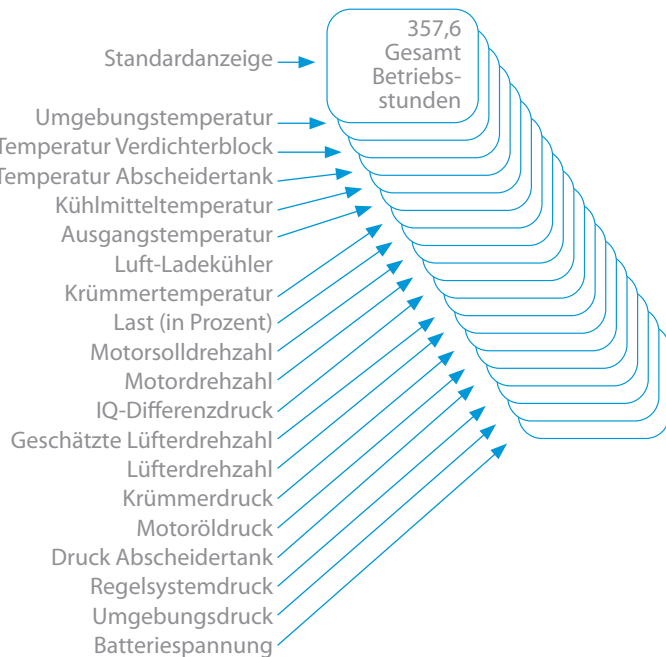 Standardanzeige
357,6
Gesamt
Betriebs-
stunden
Umgebungstemperatur
Temperatur Verdichterblock
Temperatur Abscheidertank
Kühlmitteltemperatur
Ausgangstemperatur
Luft-Ladekühler
Krümmertemperatur
Last (in Prozent)
Motorsolldrehzahl
Motordrehzahl
IQ-Differenzdruck
Geschätzte Lüfterdrehzahl
Lüfterdrehzahl
Krümmerdruck
Motoröldruck
Druck Abscheidertank
Regelsystemdruck
Umgebungsdruck
Batteriespannung